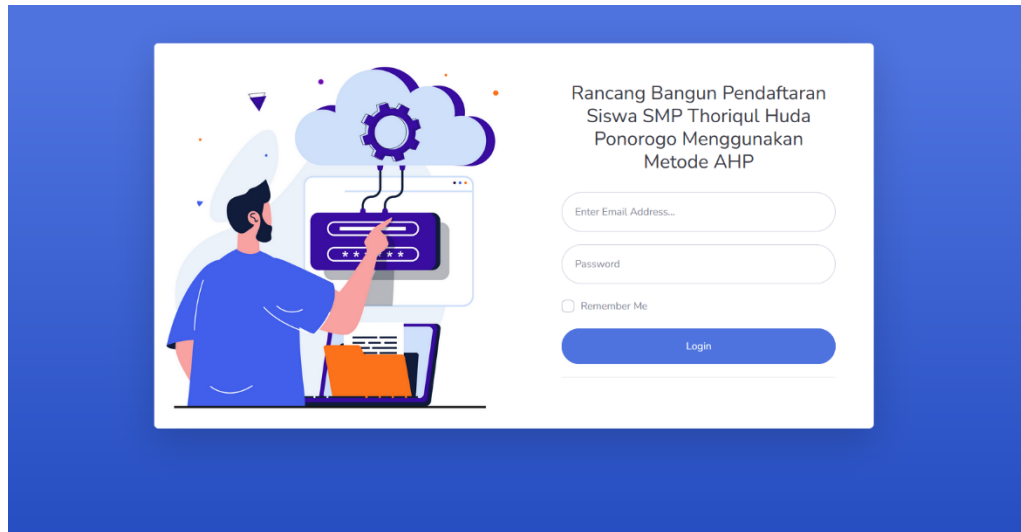 Rancang Bangun Pendaftaran
Siswa SMP Thoriqul Huda
Ponorogo Menggunakan
Metode AHP
Enter Email Address...
Password
Remember Me
Login